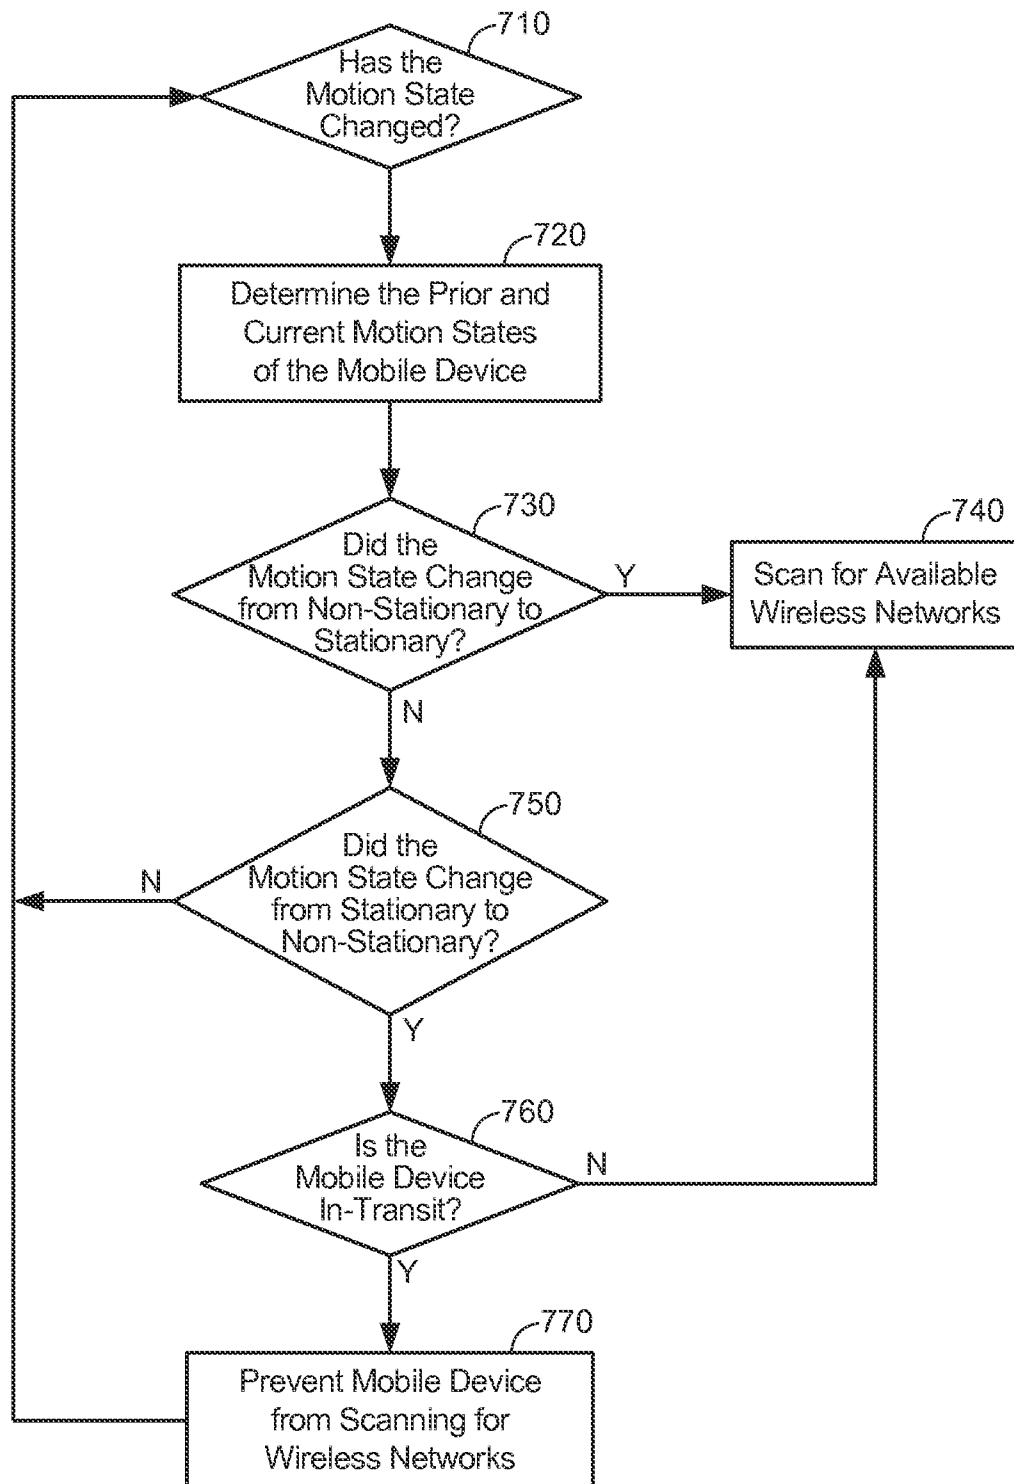 710
Has the
Motion State
Changed?
720
Determine the Prior and
Current Motion States
of the Mobile Device
730
Did the
Motion State Change
from Non-Stationary to
Stationary?
Y
740
Scan for Available
Wireless Networks
N
750
Did the
Motion State Change
from Stationary to
Non-Stationary?
N
Y
760
Is the
Mobile Device
In-Transit?
N
Y
770
Prevent Mobile Device
from Scanning for
Wireless Networks